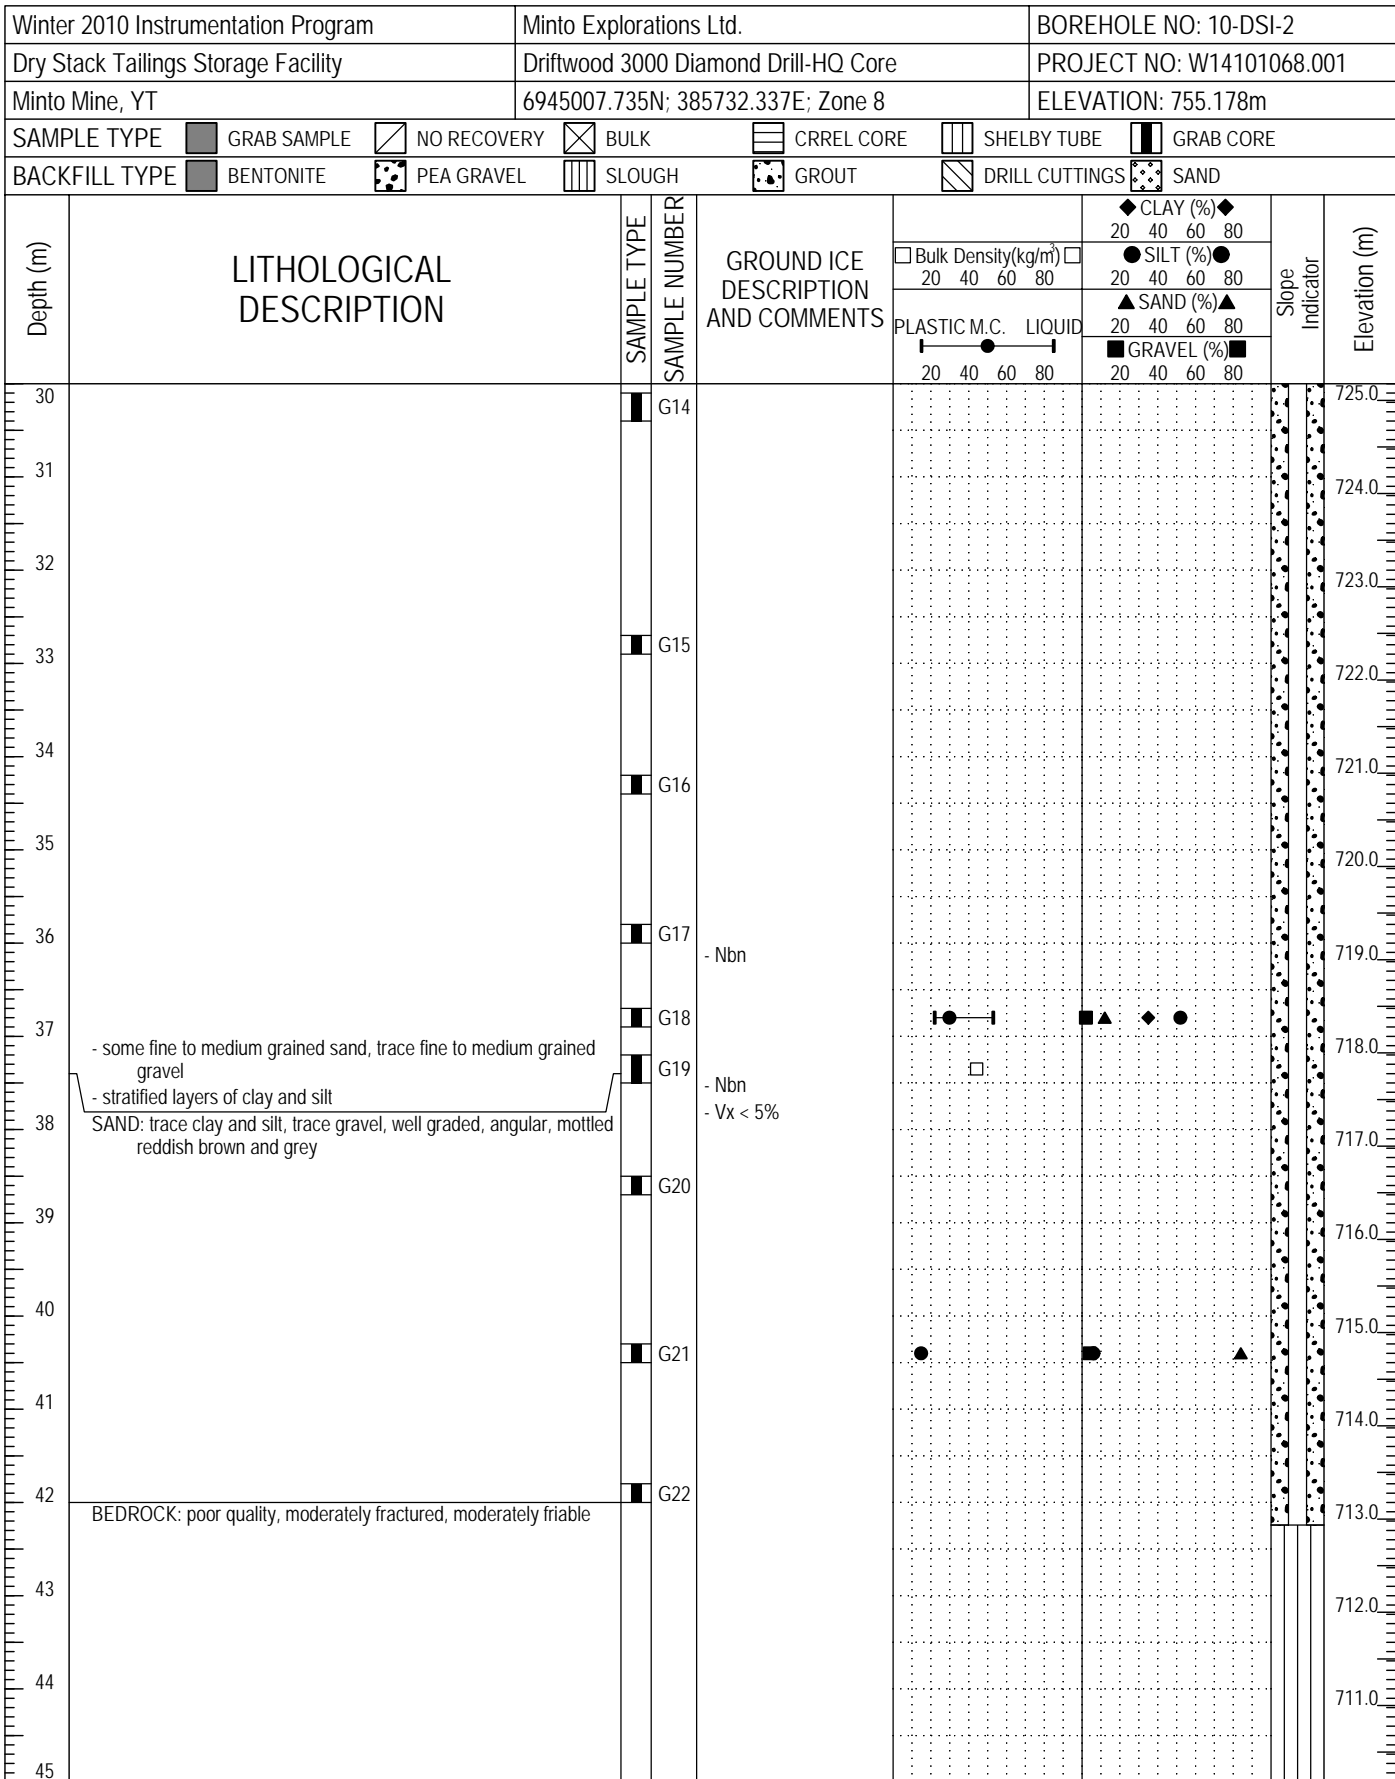 Winter 2010 Instrumentation Program
Minto Explorations Ltd.
BOREHOLE NO: 10-DSI-2
Dry Stack Tailings Storage Facility
Driftwood 3000 Diamond Drill-HQ Core
PROJECT NO: W14101068.001
Minto Mine, YT
6945007.735N; 385732.337E; Zone 8
ELEVATION: 755.178m
SAMPLE TYPE GRAB SAMPLE NO RECOVERY BULK CRREL CORE SHELBY TUBE GRAB CORE
BACKFILL TYPE BENTONITE PEA GRAVEL SLOUGH GROUT DRILL CUTTINGS SAND
Depth (m)
LITHOLOGICAL
DESCRIPTION
SAMPLE TYPE
SAMPLE NUMBER
GROUND ICE
DESCRIPTION
AND COMMENTS
Bulk Density(kg/m³)
20 40 60 80
PLASTIC M.C. LIQUID
20 40 60 80
CLAY (%)
20 40 60 80
SILT (%)
20 40 60 80
SAND (%)
20 40 60 80
GRAVEL (%)
20 40 60 80
Slope
Indicator
Elevation (m)
30 G14 725.0
31 724.0
32 723.0
G15
33 722.0
34 721.0
G16
35 720.0
G17
36 719.0
- Nbn
G18
37 718.0
- some fine to medium grained sand, trace fine to medium grained
gravel
G19
- Nbn
- stratified layers of clay and silt
- Vx < 5%
38 717.0
SAND: trace clay and silt, trace gravel, well graded, angular, mottled
reddish brown and grey
G20
39 716.0
40 715.0
G21
41 714.0
42 G22 713.0
BEDROCK: poor quality, moderately fractured, moderately friable
43 712.0
44 711.0
45